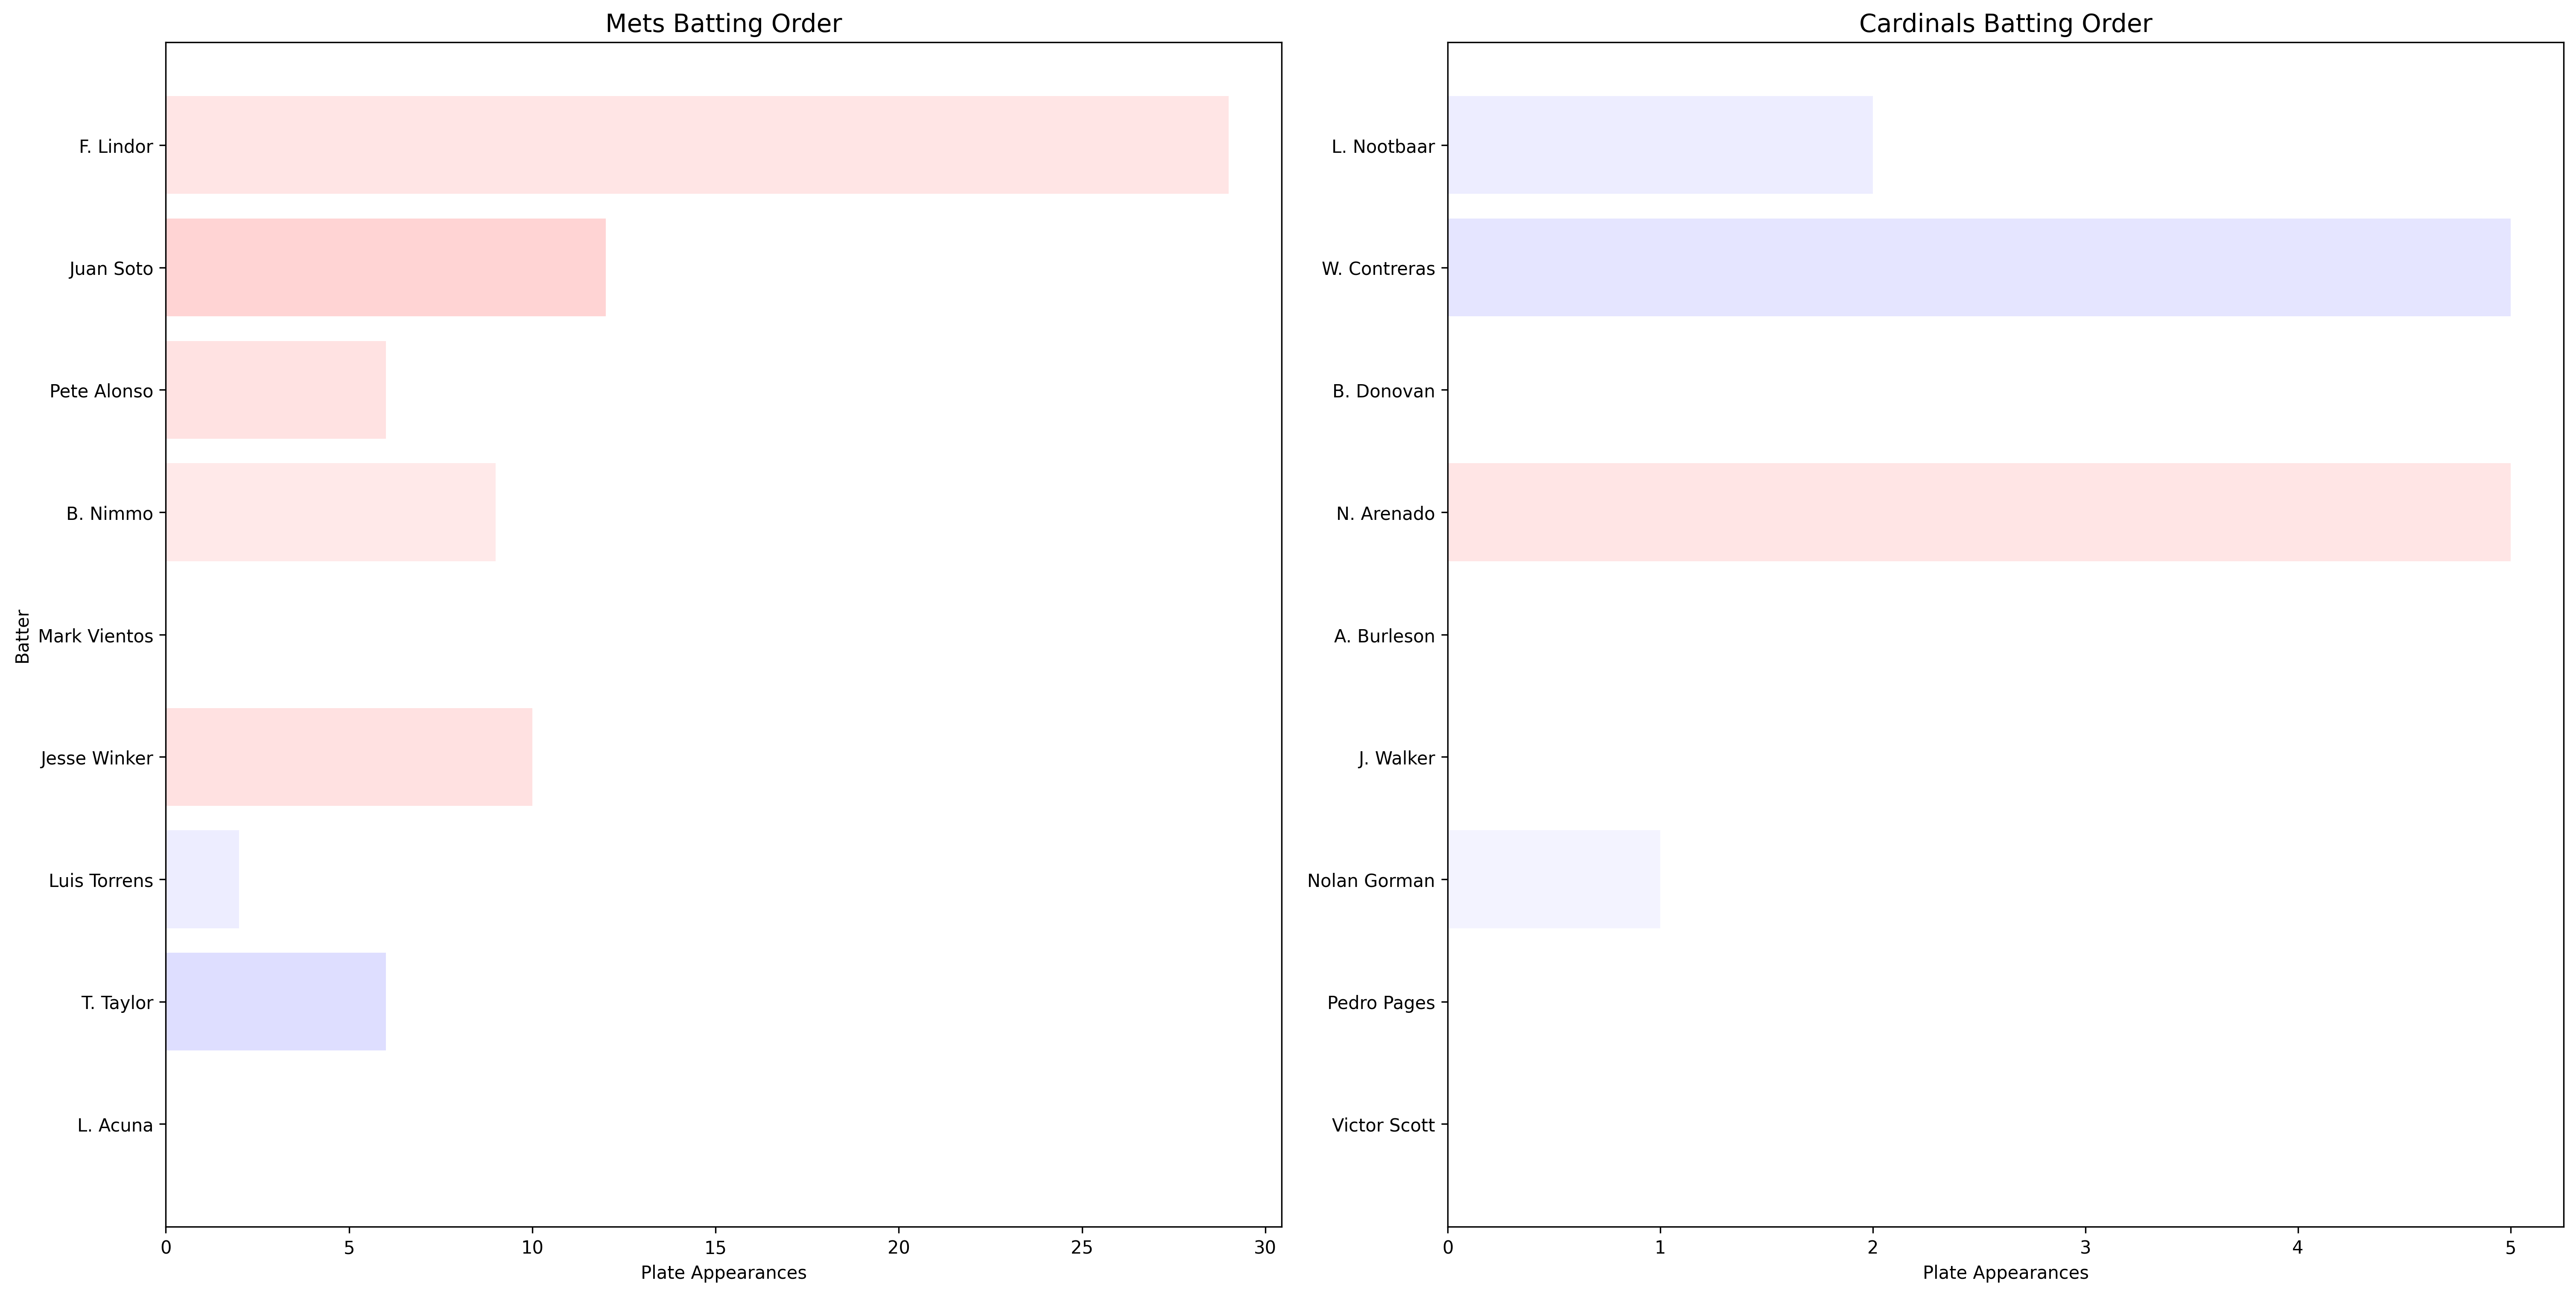 Mets Batting Order
Batter
F. Lindor
Juan Soto
Pete Alonso
B. Nimmo
Mark Vientos
Jesse Winker
Luis Torrens
T. Taylor
L. Acuna
0 5 10 15 20 25 30
Plate Appearances
Cardinals Batting Order
L. Nootbaar
W. Contreras
B. Donovan
N. Arenado
A. Burleson
J. Walker
Nolan Gorman
Pedro Pages
Victor Scott
0 1 2 3 4 5
Plate Appearances